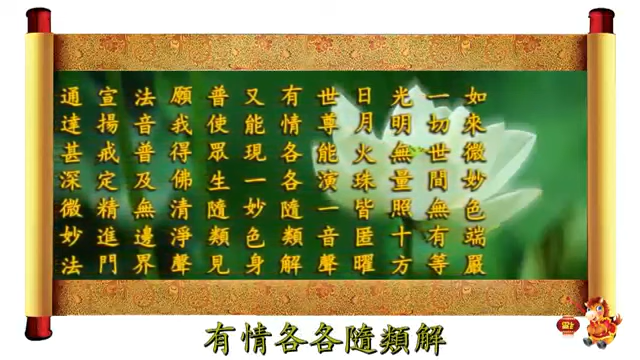 如來微妙色端嚴
一切世間無有等
光明無量照十方
日月火珠皆匿曜
世尊能演一音聲
有情各各隨類解
又能現一妙色身
普使眾生隨類見
願我得佛清淨聲
法音普及無邊界
宣揚戒定精進門
通達甚深微妙法
有情各各隨類解